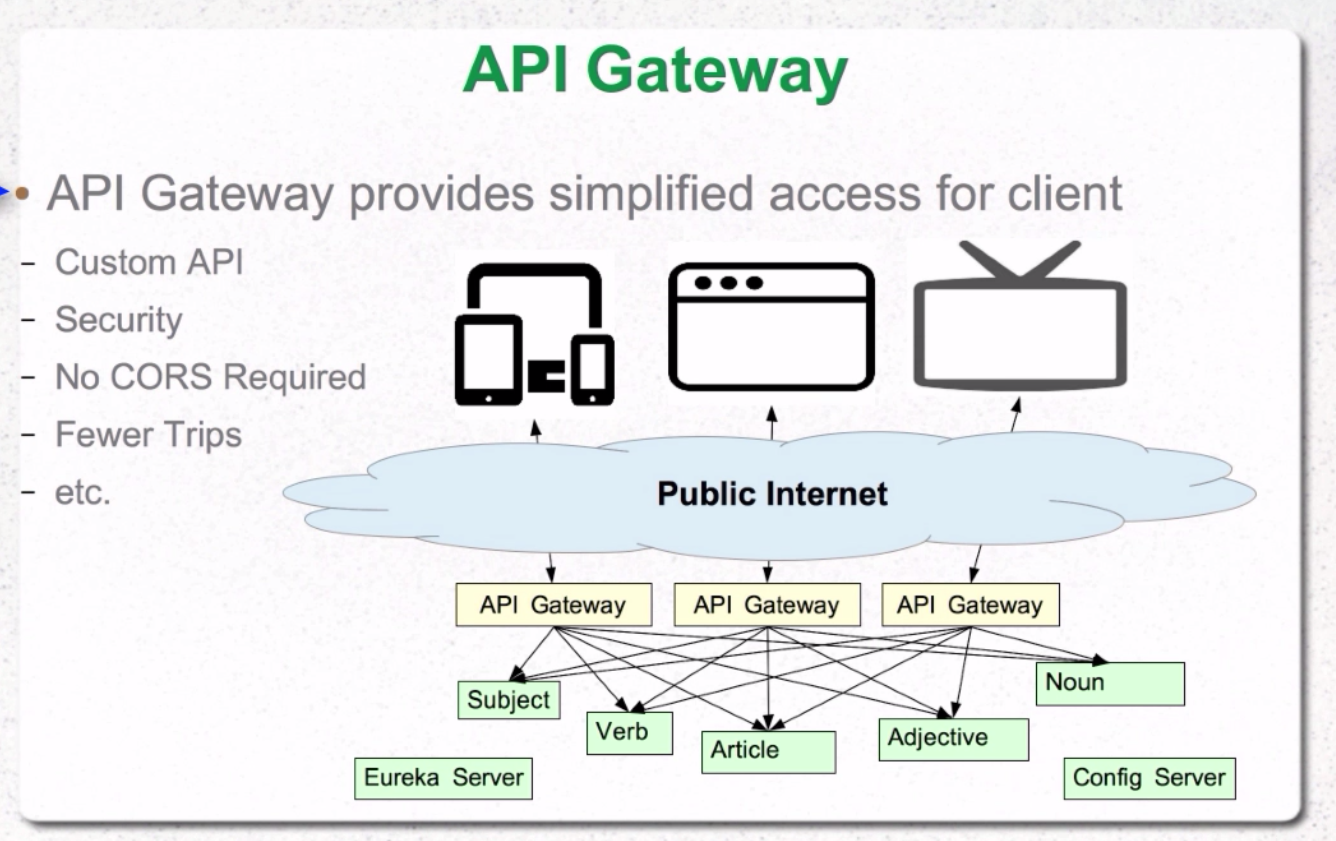 API Gateway
• API Gateway provides simplified access for client
- Custom API
- Security
- No CORS Required
- Fewer Trips
- etc.
Public Internet
API Gateway
API Gateway
API Gateway
Subject
Verb
Article
Adjective
Noun
Eureka Server
Config Server